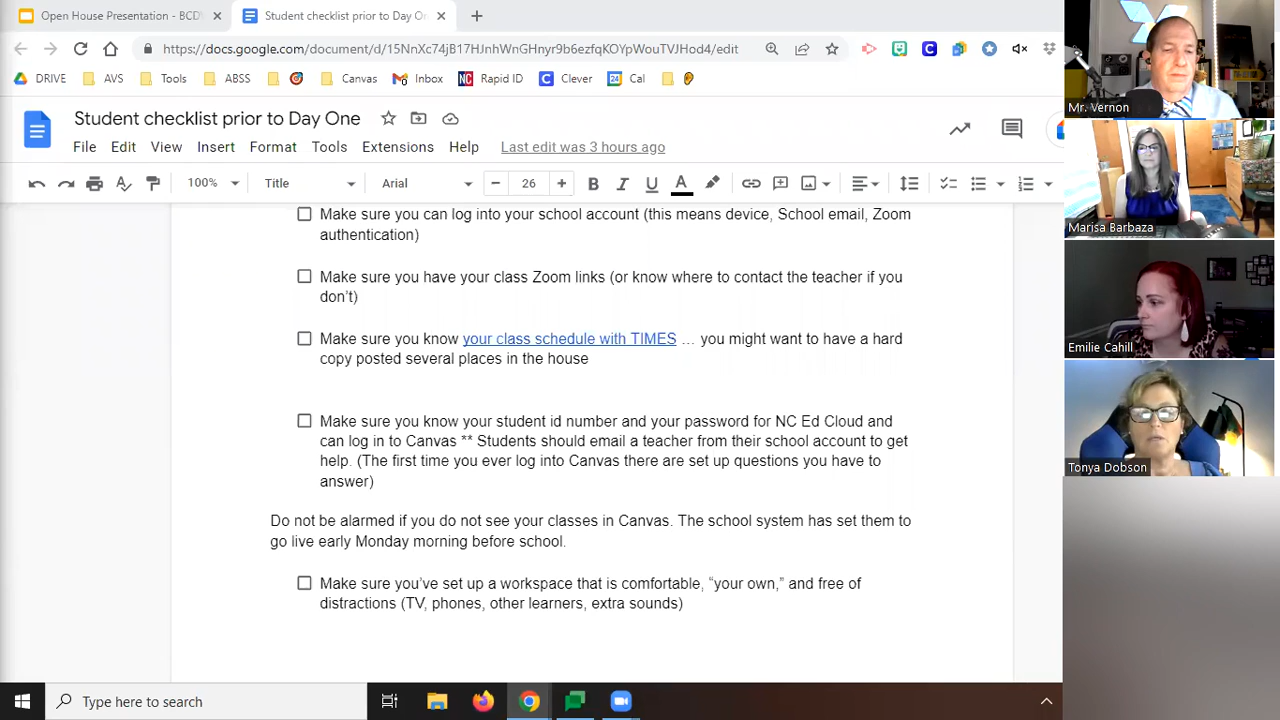 Open House Presentation - BCD'
Student checklist prior to Day One
https://docs.google.com/document/d/15NnXc74jB17HJnhWnGHnyr9b6ezfqKOYpWouTVJHod4/edit
DRIVE AVS Tools ABSS Canvas Inbox NC Rapid ID C Clever 24 Cal
Student checklist prior to Day One
File Edit View Insert Format Tools Extensions Help Last edit was 3 hours ago
100% Title Arial 26 B I U A
Make sure you can log into your school account (this means device, School email, Zoom
authentication)
Make sure you have your class Zoom links (or know where to contact the teacher if you
don't)
Make sure you know your class schedule with TIMES … you might want to have a hard
copy posted several places in the house
Make sure you know your student id number and your password for NC Ed Cloud and
can log in to Canvas ** Students should email a teacher from their school account to get
help. (The first time you ever log into Canvas there are set up questions you have to
answer)
Do not be alarmed if you do not see your classes in Canvas. The school system has set them to
go live early Monday morning before school.
Make sure you've set up a workspace that is comfortable, “your own,” and free of
distractions (TV, phones, other learners, extra sounds)
Type here to search
Mr. Vernon
Marisa Barbaza
Emilie Cahill
Tonya Dobson